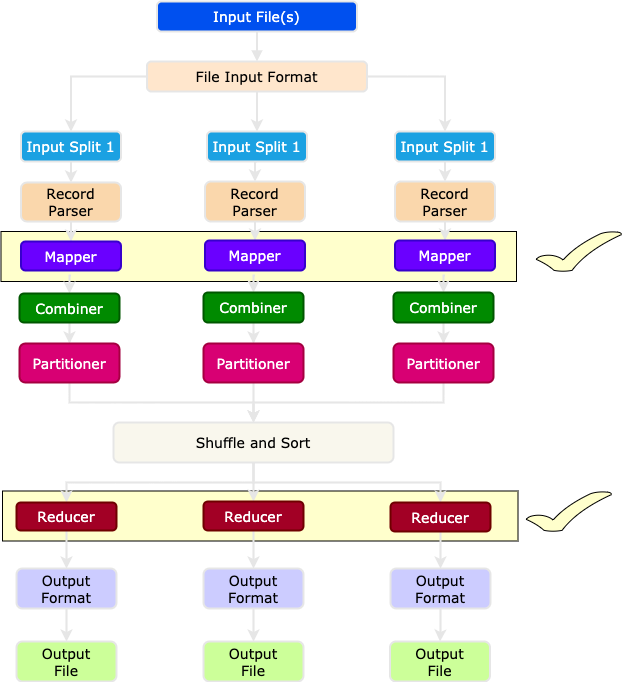 Input File(s)
File Input Format
Input Split 1
Input Split 1
Input Split 1
Record
Parser
Record
Parser
Record
Parser
Mapper
Mapper
Mapper
Combiner
Combiner
Combiner
Partitioner
Partitioner
Partitioner
Shuffle and Sort
Reducer
Reducer
Reducer
Output
Format
Output
Format
Output
Format
Output
File
Output
File
Output
File